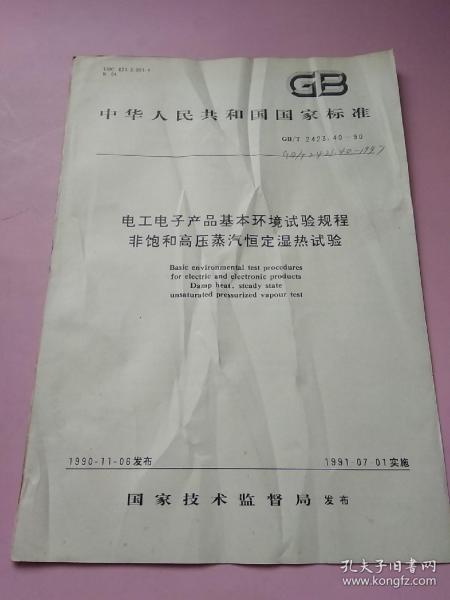 GB
中华人民共和国国家标准
GB/T 2423.40-90
GB/T2423.40-1997
电工电子产品基本环境试验规程
非饱和高压蒸汽恒定湿热试验
Basic environmental test procedures
for electric and electronic products
Damp heat, steady state
unsaturated pressurized vapour test
1990-11-06发布
1991-07-01实施
国家技术监督局 发布
孔夫子旧书网
www.kongfz.com